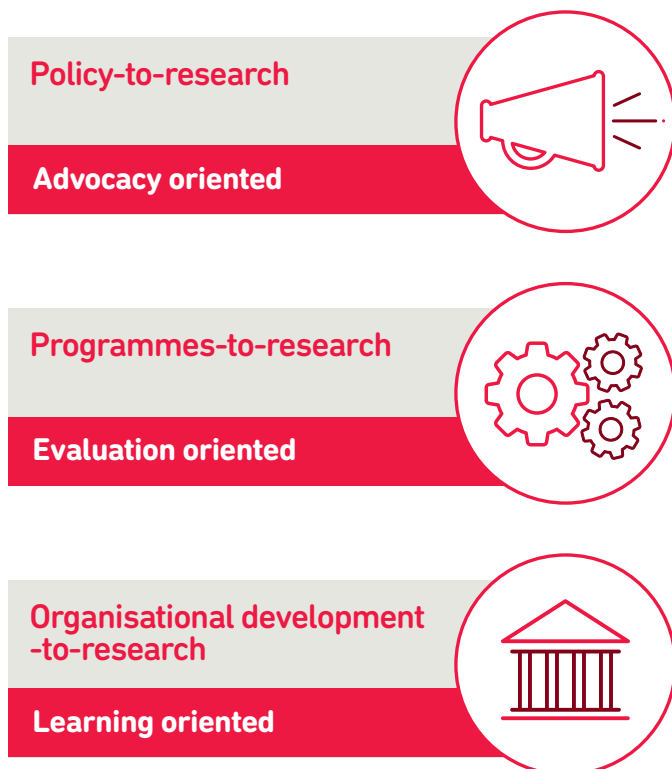 Policy-to-research
Advocacy oriented
Programmes-to-research
Evaluation oriented
Organisational development
-to-research
Learning oriented